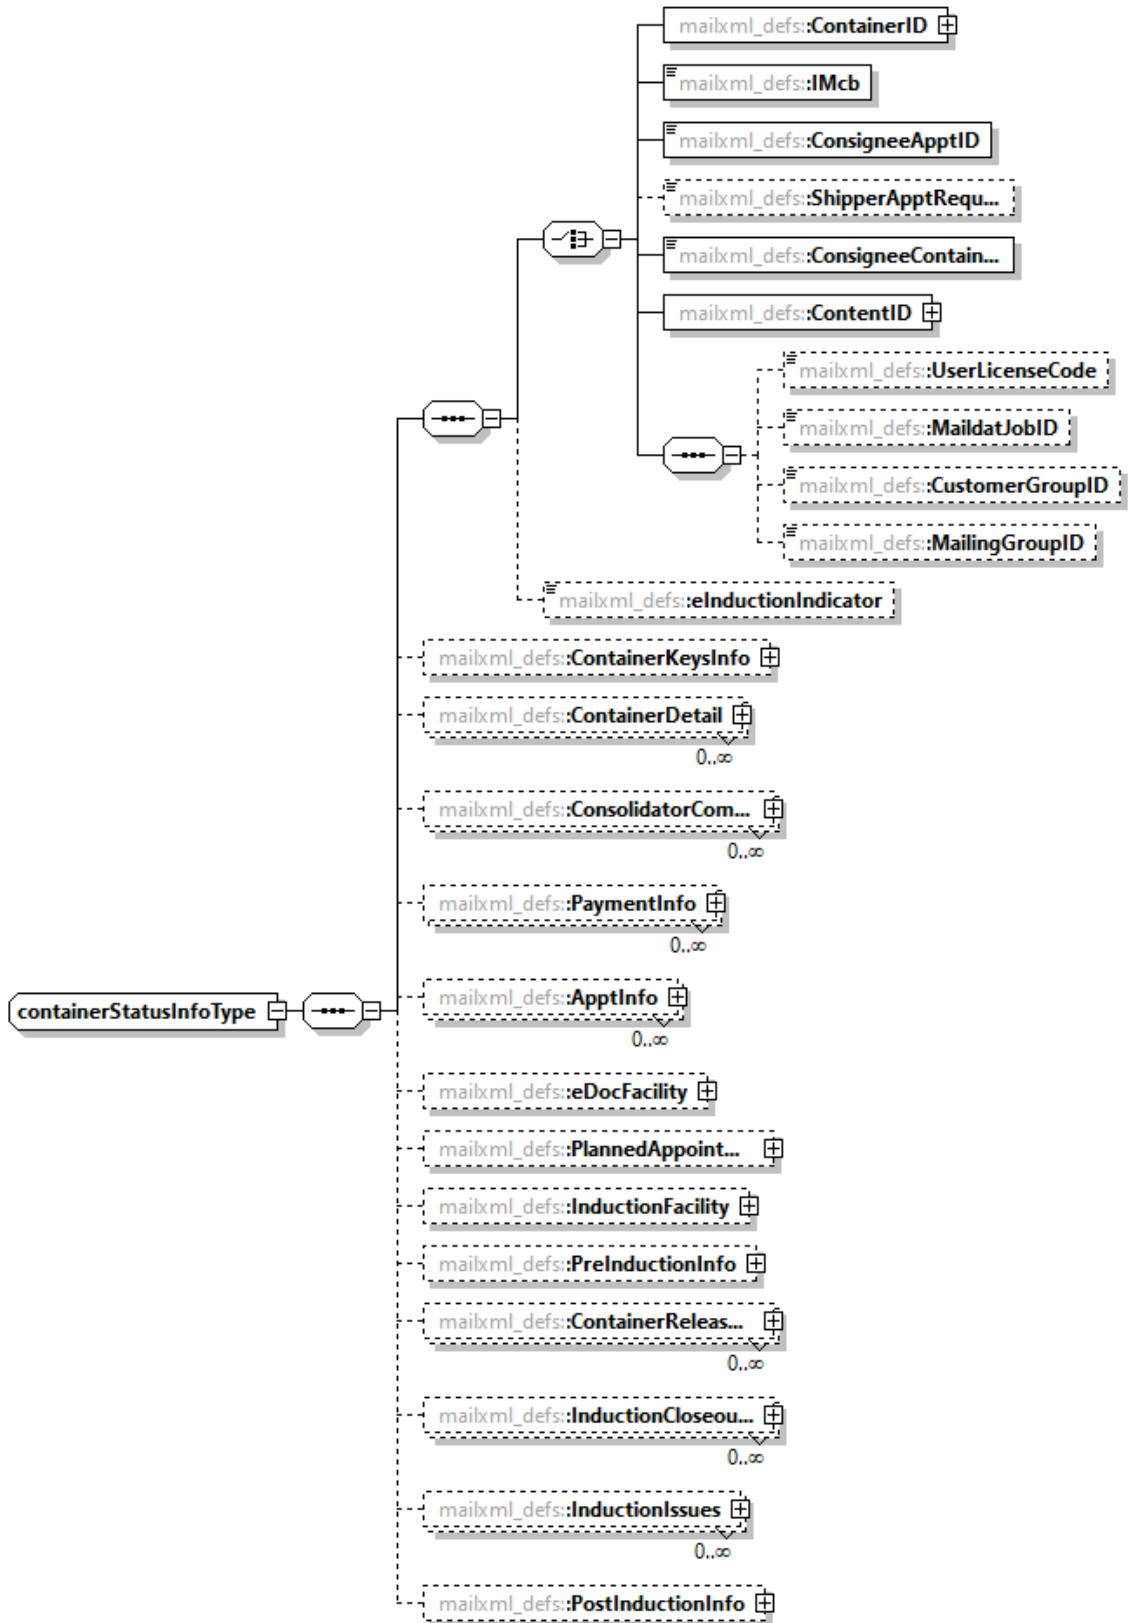 mailxml_defs::ContainerID
mailxml_defs::IMcb
mailxml_defs::ConsigneeApptID
mailxml_defs::ShipperApptRequ...
mailxml_defs::ConsigneeContain...
mailxml_defs::ContentID
mailxml_defs::UserLicenseCode
mailxml_defs::MaildatJobID
mailxml_defs::CustomerGroupID
mailxml_defs::MailingGroupID
mailxml_defs::eInductionIndicator
mailxml_defs::ContainerKeysInfo
mailxml_defs::ContainerDetail
0..∞
mailxml_defs::ConsolidatorCom...
0..∞
mailxml_defs::PaymentInfo
0..∞
containerStatusInfoType
mailxml_defs::ApptInfo
0..∞
mailxml_defs::eDocFacility
mailxml_defs::PlannedAppoint...
mailxml_defs::InductionFacility
mailxml_defs::PreInductionInfo
mailxml_defs::ContainerReleas...
0..∞
mailxml_defs::InductionCloseou...
0..∞
mailxml_defs::InductionIssues
0..∞
mailxml_defs::PostInductionInfo